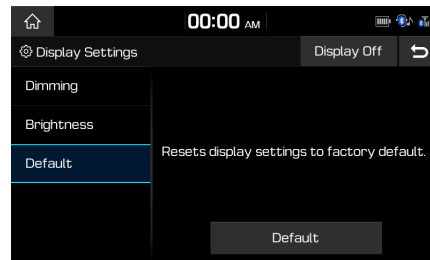 00:00 AM
Display Settings
Display Off
Dimming
Brightness
Default
Resets display settings to factory default.
Default